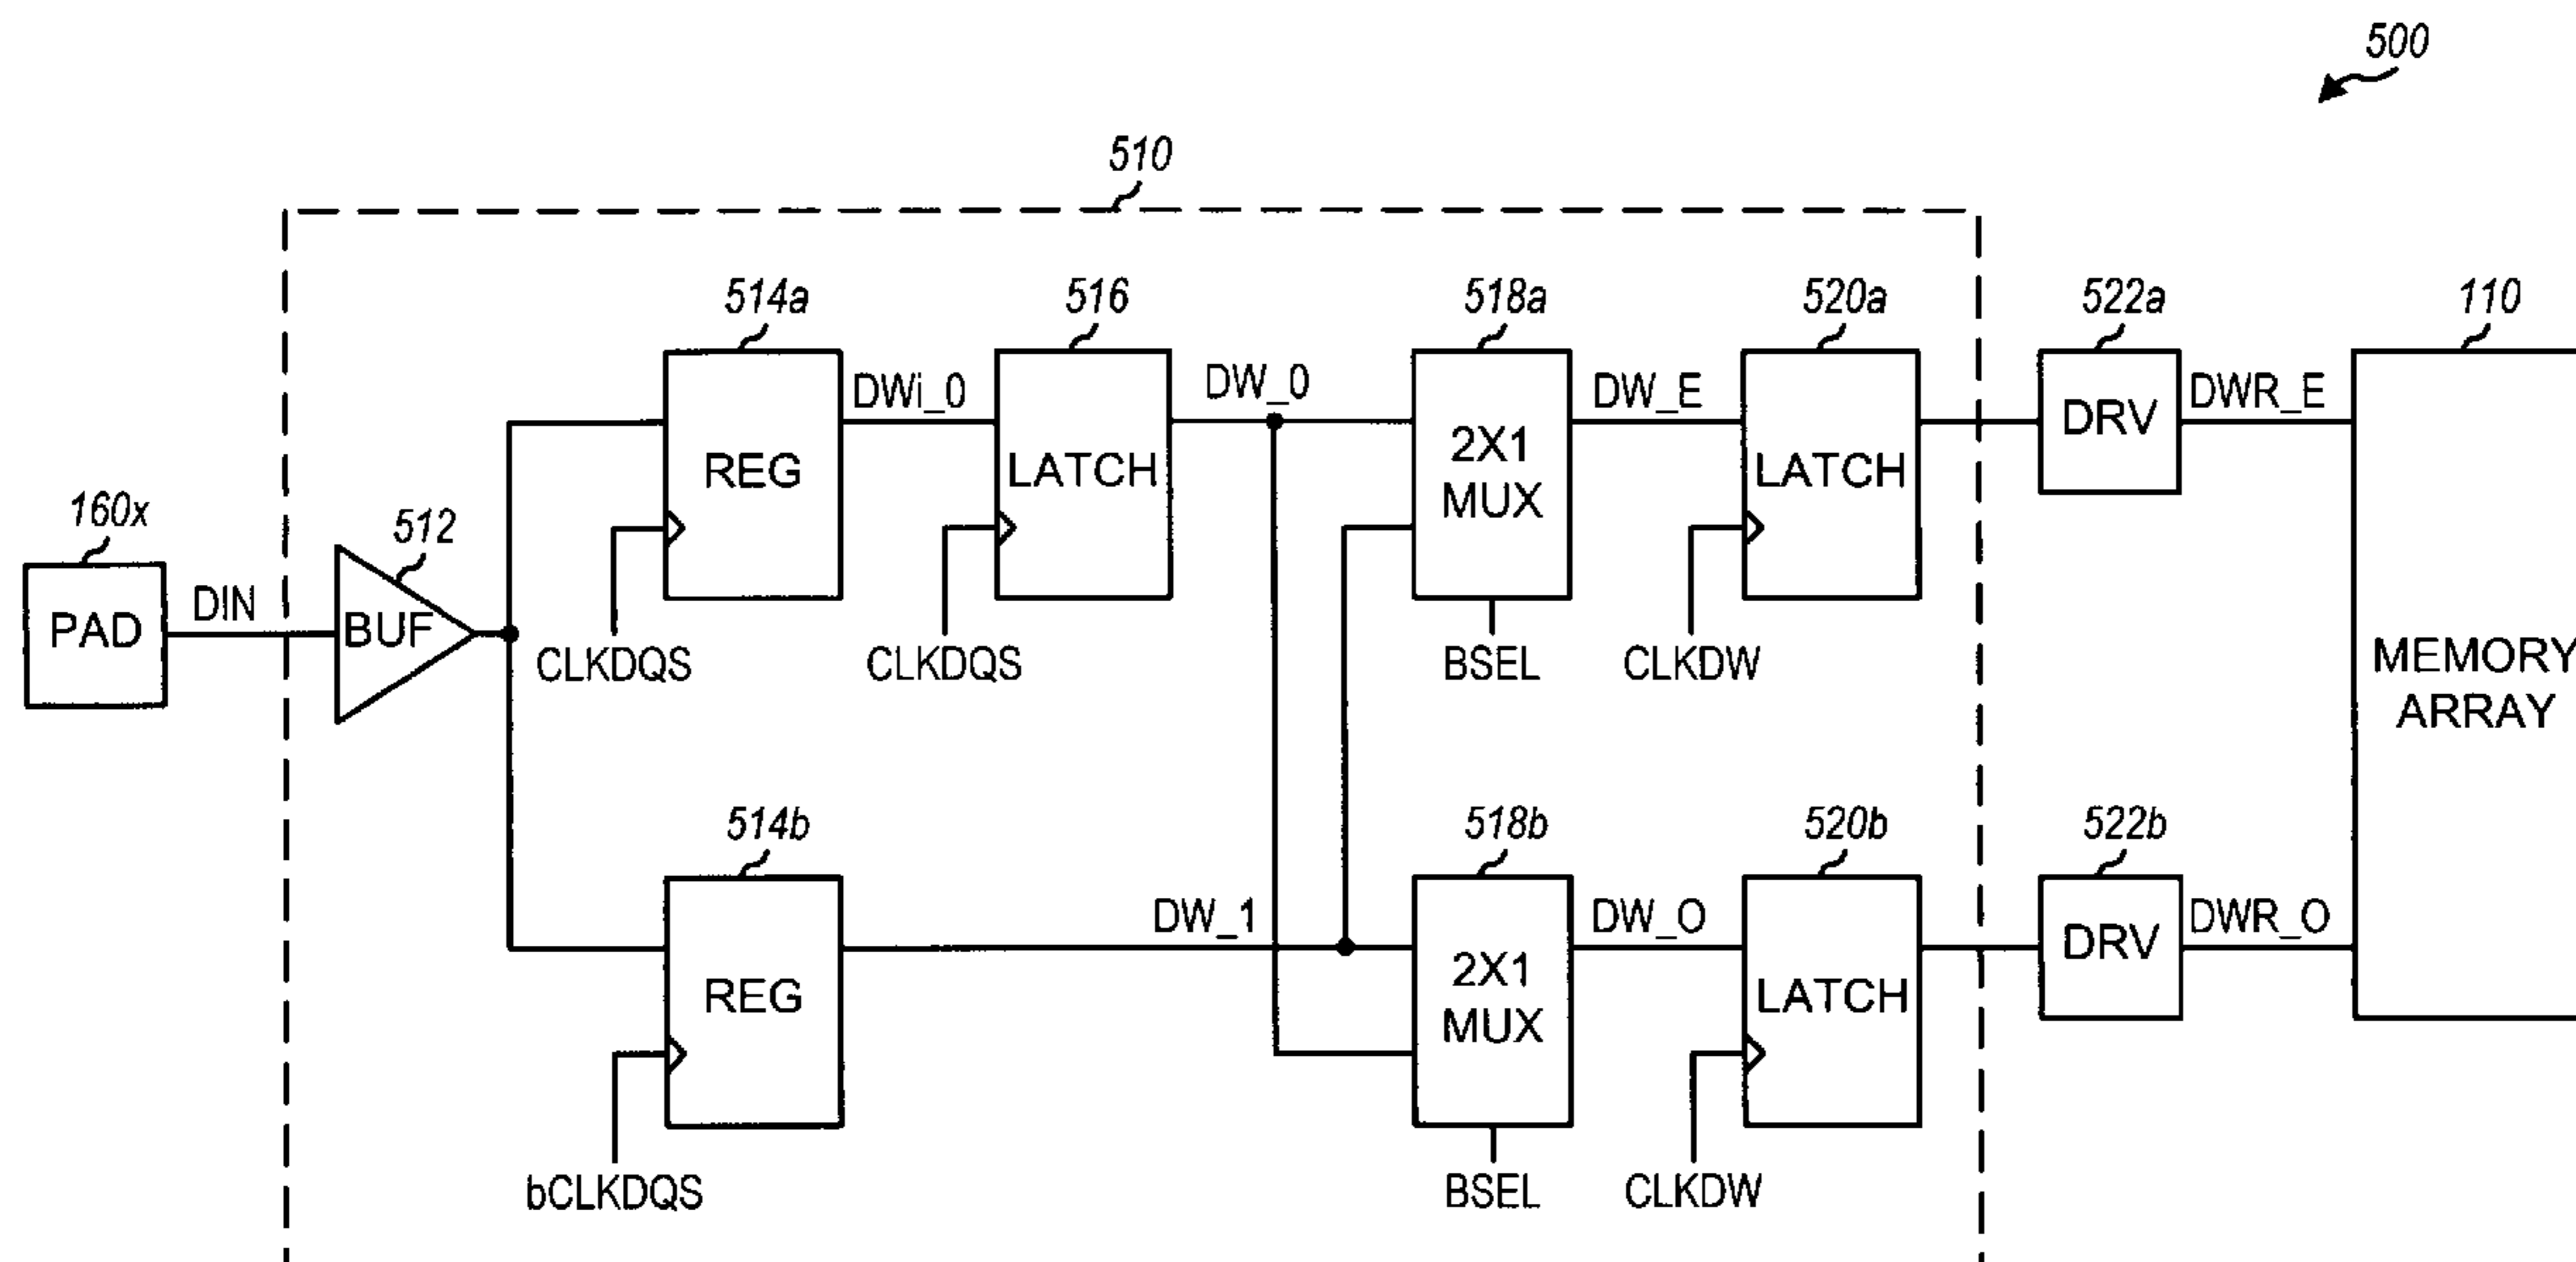 500
510
514a
516
518a
520a
522a
110
DWi_0
DW_0
DW_E
DRV
DWR_E
REG
LATCH
2X1
MUX
LATCH
160x
512
PAD
DIN
BUF
CLKDQS
CLKDQS
BSEL
CLKDW
MEMORY
ARRAY
514b
518b
520b
522b
DW_1
DW_O
DRV
DWR_O
REG
2X1
MUX
LATCH
bCLKDQS
BSEL
CLKDW